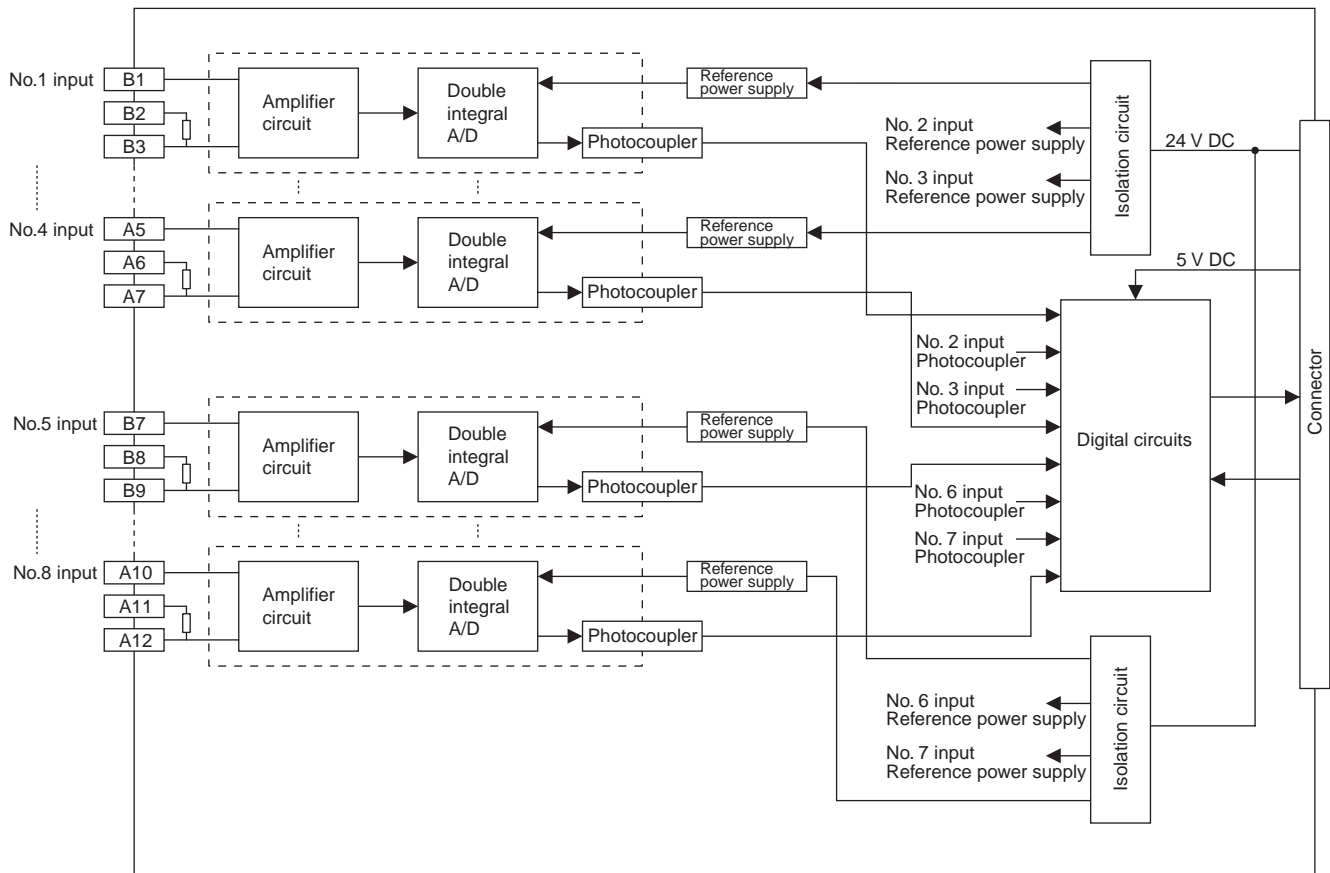 No.1 input
B1
B2
B3
Amplifier
circuit
Double
integral
A/D
Reference
power supply
Photocoupler
No. 2 input
Reference power supply
No. 3 input
Reference power supply
Isolation circuit
24 V DC
No.4 input
A5
A6
A7
Amplifier
circuit
Double
integral
A/D
Reference
power supply
Photocoupler
5 V DC
No. 2 input
Photocoupler
No. 3 input
Photocoupler
Digital circuits
Connector
No.5 input
B7
B8
B9
Amplifier
circuit
Double
integral
A/D
Reference
power supply
Photocoupler
No. 6 input
Photocoupler
No. 7 input
Photocoupler
No.8 input
A10
A11
A12
Amplifier
circuit
Double
integral
A/D
Reference
power supply
Photocoupler
No. 6 input
Reference power supply
No. 7 input
Reference power supply
Isolation circuit